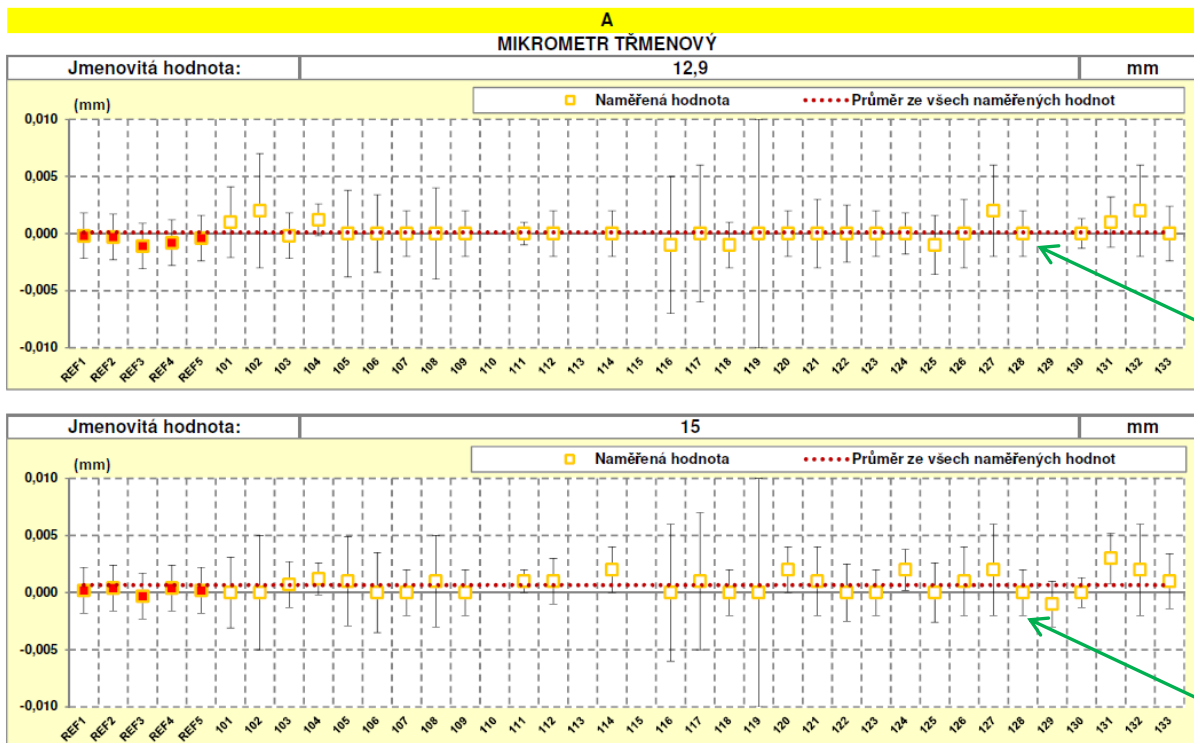 A
MIKROMETR TŘMENOVÝ
Jmenovitá hodnota: 12,9 mm
(mm)
Naměřená hodnota Průměr ze všech naměřených hodnot
0,010
0,005
0,000
-0,005
-0,010
REF1 REF2 REF3 REF4 REF5 101 102 103 104 105 106 107 108 109 110 111 112 113 114 115 116 117 118 119 120 121 122 123 124 125 126 127 128 129 130 131 132 133
Jmenovitá hodnota: 15 mm
(mm)
Naměřená hodnota Průměr ze všech naměřených hodnot
0,010
0,005
0,000
-0,005
-0,010
REF1 REF2 REF3 REF4 REF5 101 102 103 104 105 106 107 108 109 110 111 112 113 114 115 116 117 118 119 120 121 122 123 124 125 126 127 128 129 130 131 132 133